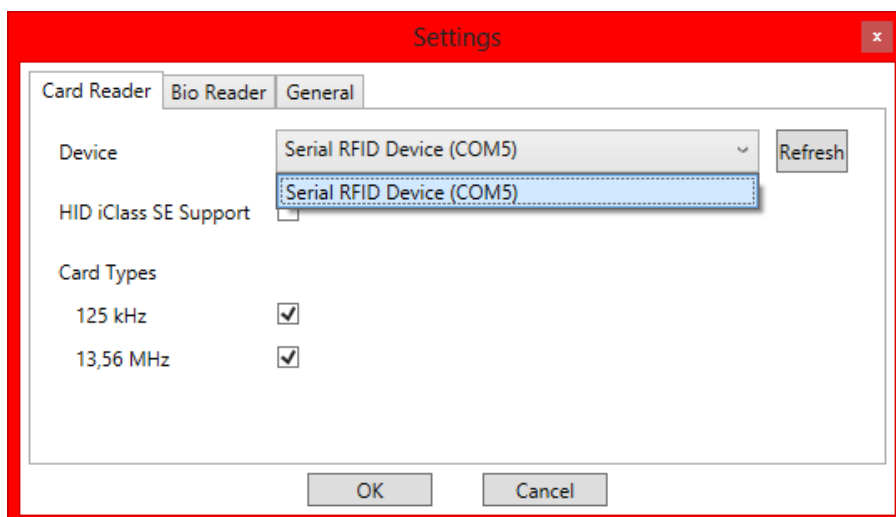 Settings
x
Card Reader Bio Reader General
Device Serial RFID Device (COM5) Refresh
Serial RFID Device (COM5)
HID iClass SE Support
Card Types
125 kHz
13,56 MHz
OK Cancel